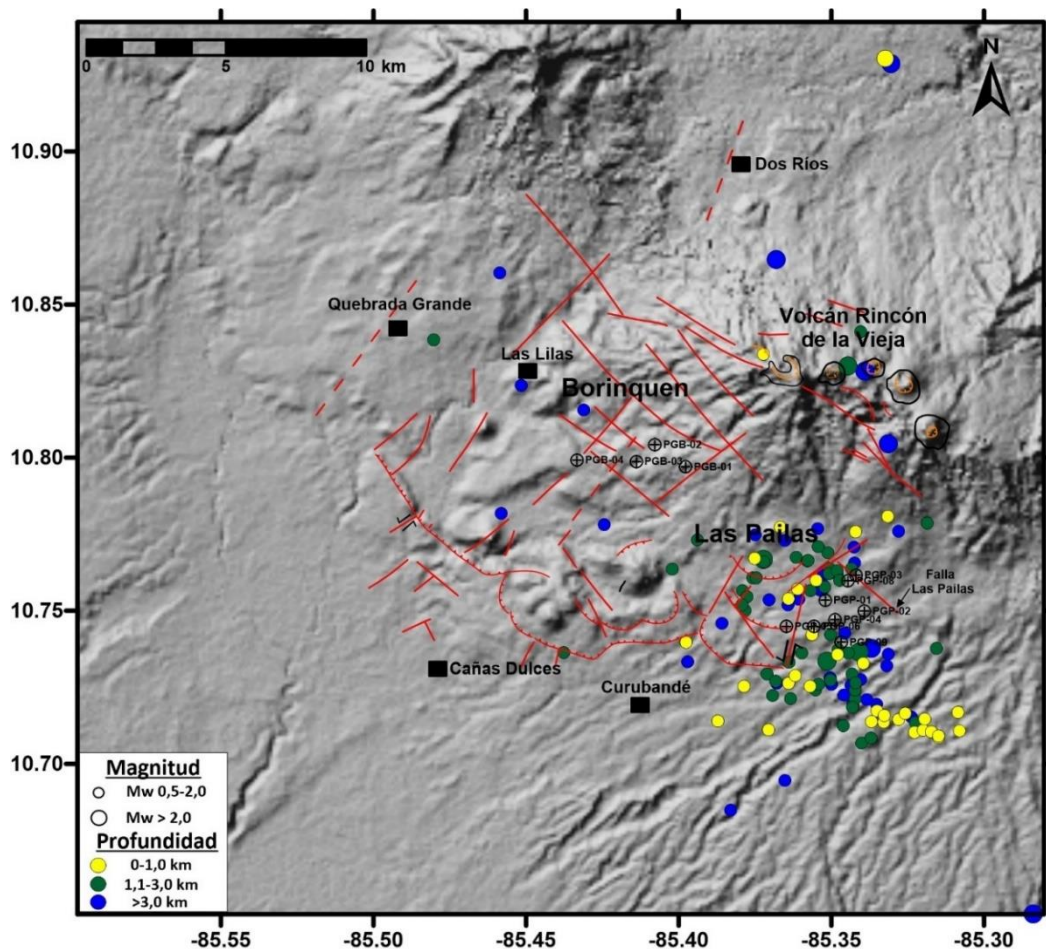 0 5 10 km
N
10.90
10.85
10.80
10.75
10.70
Dos Ríos
Quebrada Grande
Volcán Rincón
de la Vieja
Las Lilas
Borinquen
PGB-02
PGB-04
PGB-03
PGB-01
Las Pailas
PGP-03
PGP-08
Falla
Las Pailas
PGP-01
PGP-02
PGP-04
Cañas Dulces
Curubandé
Magnitud
Mw 0,5-2,0
Mw > 2,0
Profundidad
0-1,0 km
1,1-3,0 km
>3,0 km
-85.55
-85.50
-85.45
-85.40
-85.35
-85.30